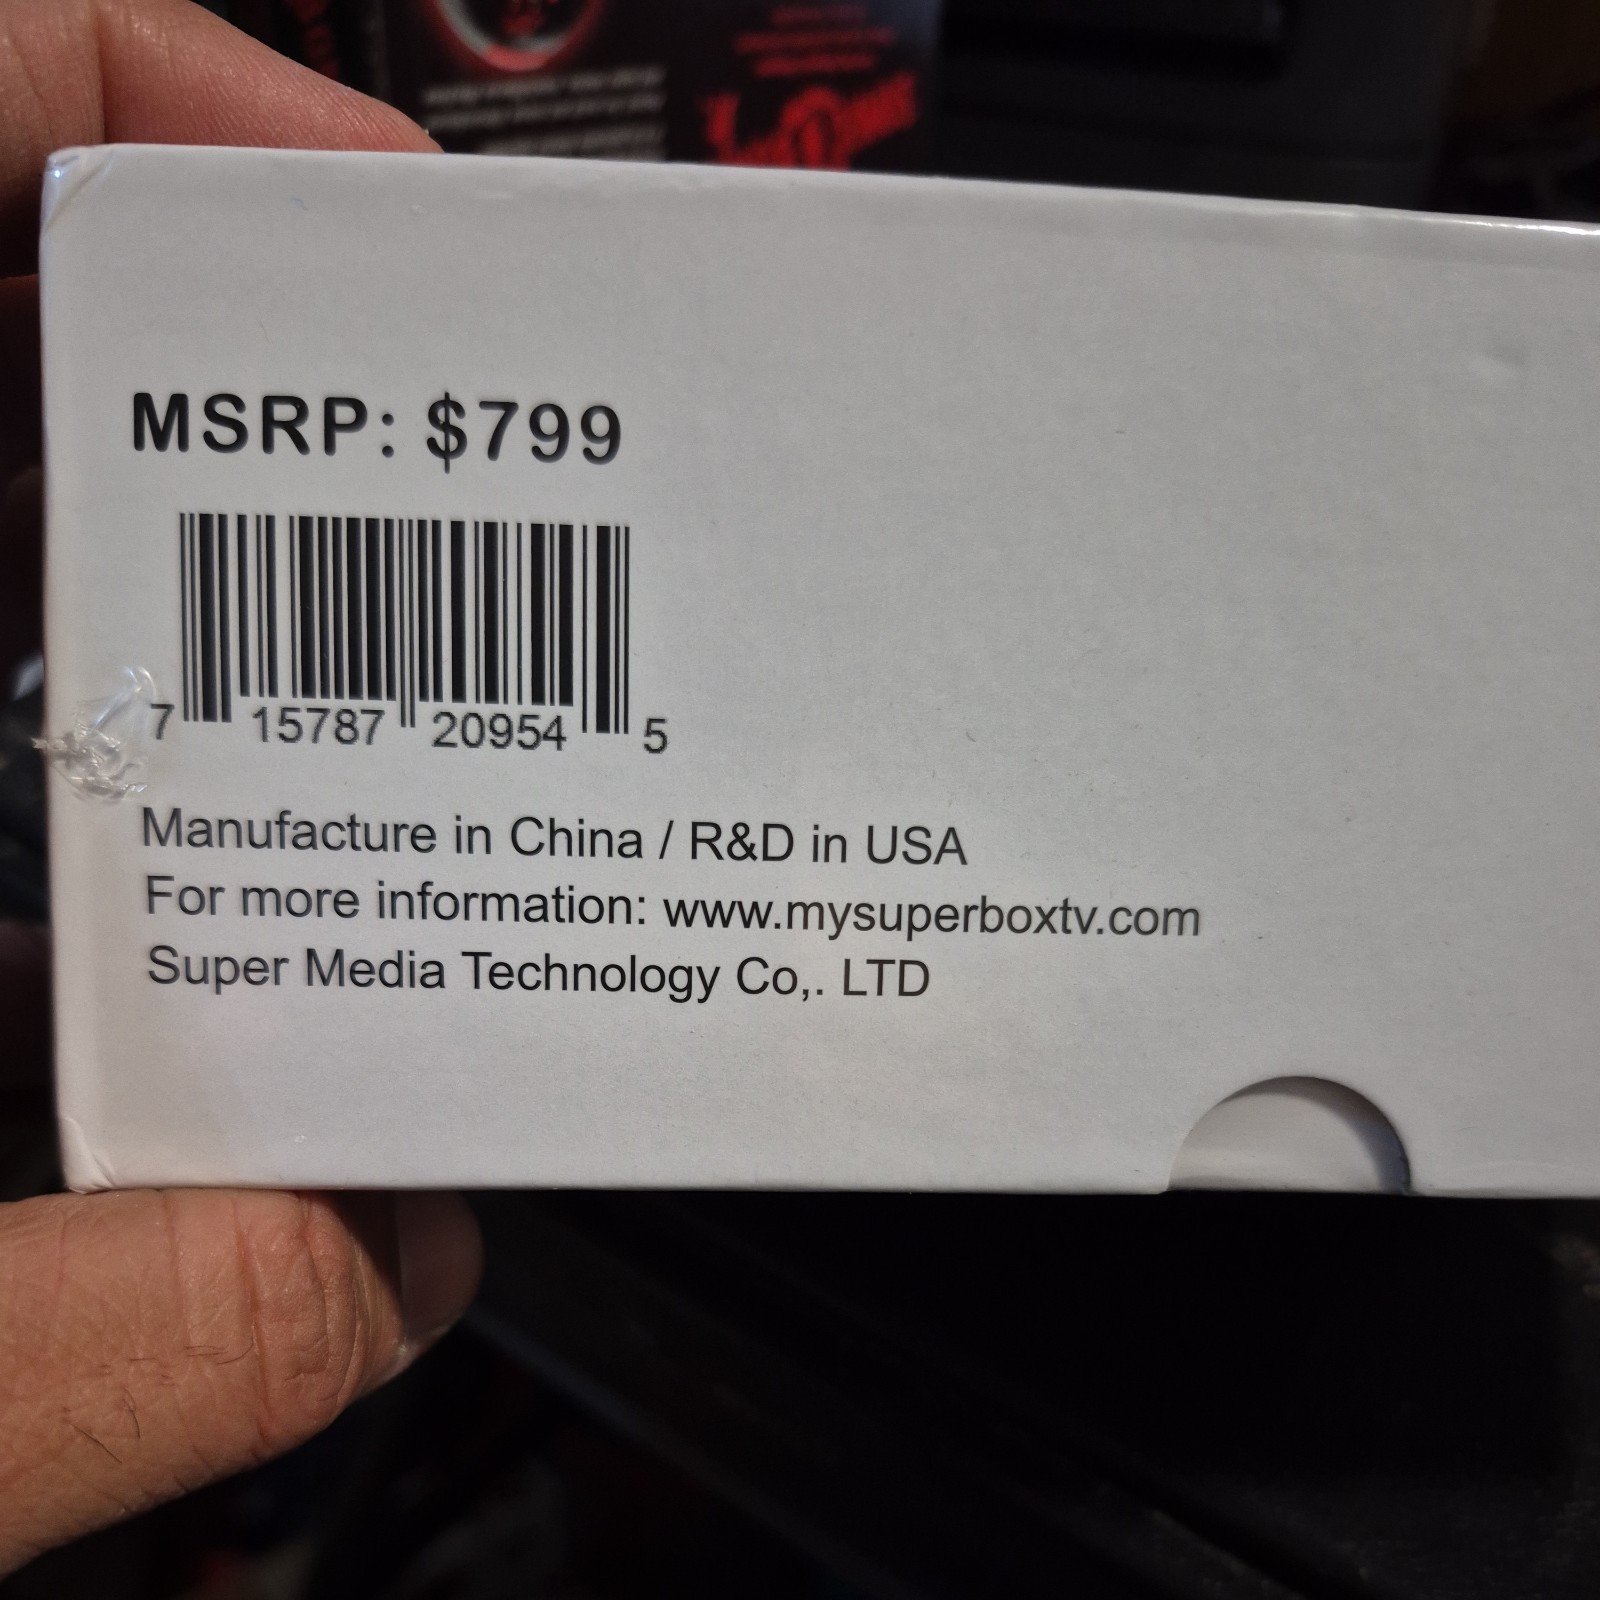 MSRP: $799
7 15787 20954 5
Manufacture in China / R&D in USA
For more information: www.mysuperboxtv.com
Super Media Technology Co,. LTD